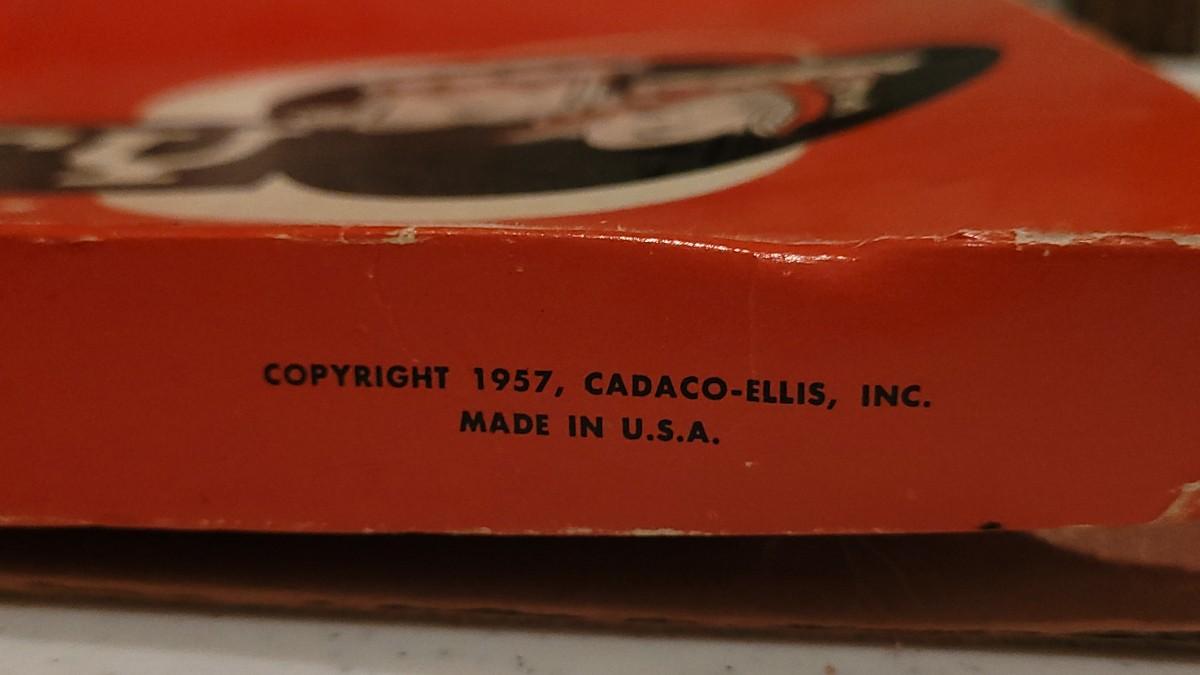 COPYRIGHT 1957, CADACO-ELLIS, INC.
MADE IN U.S.A.